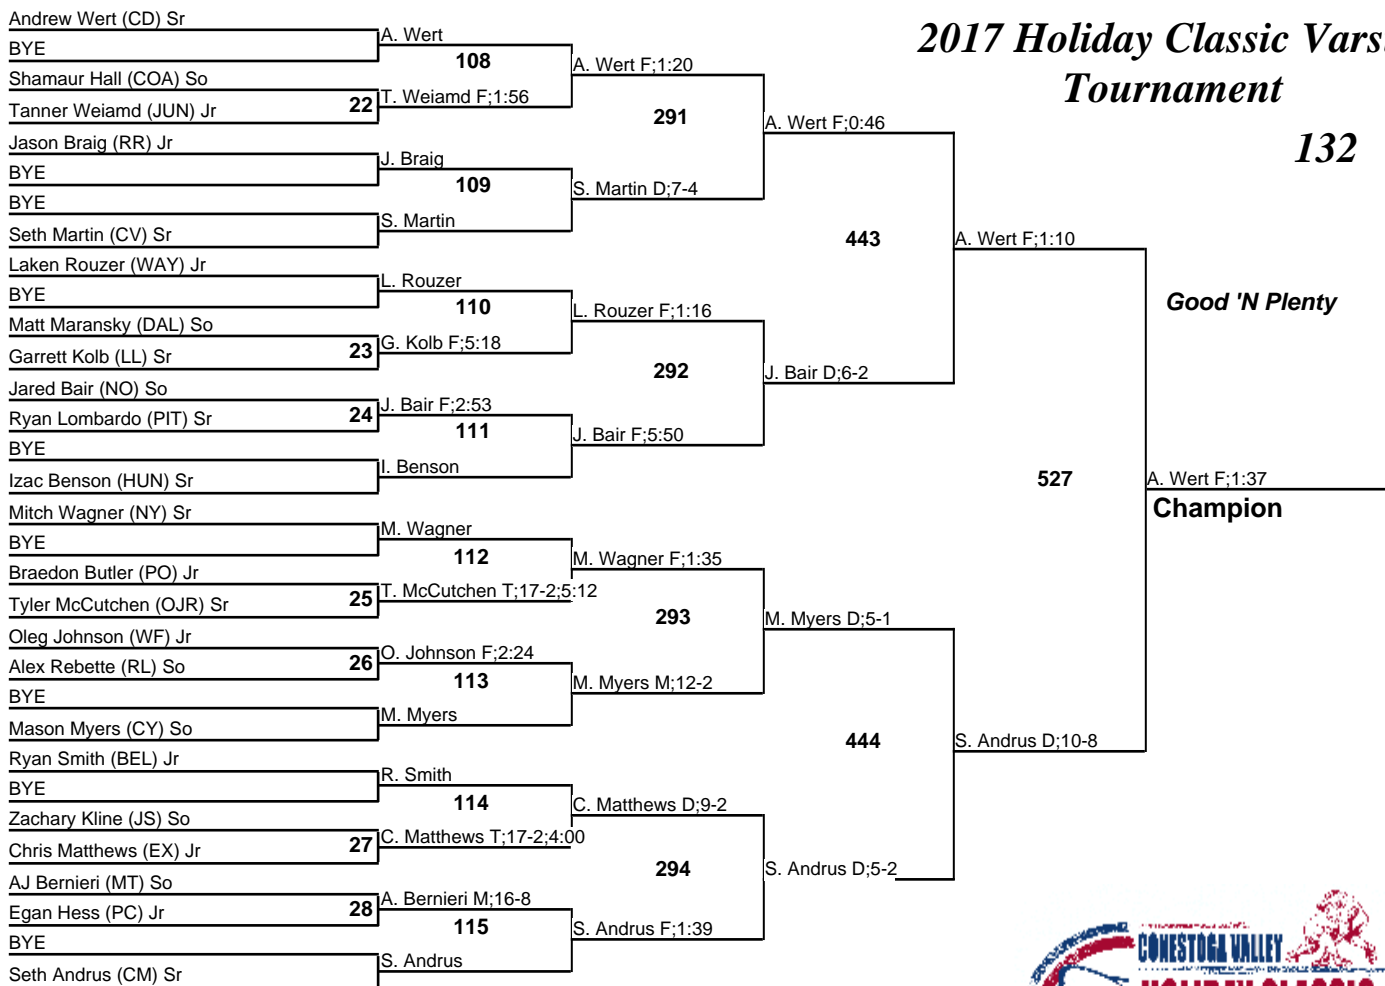 2017 Holiday Classic Vars
Tournament
132
Andrew Wert (CD) Sr
BYE
Shamaur Hall (COA) So
Tanner Weiamd (JUN) Jr
Jason Braig (RR) Jr
BYE
BYE
Seth Martin (CV) Sr
Laken Rouzer (WAY) Jr
BYE
Matt Maransky (DAL) So
Garrett Kolb (LL) Sr
Jared Bair (NO) So
Ryan Lombardo (PIT) Sr
BYE
Izac Benson (HUN) Sr
Mitch Wagner (NY) Sr
BYE
Braedon Butler (PO) Jr
Tyler McCutchen (OJR) Sr
Oleg Johnson (WF) Jr
Alex Rebette (RL) So
BYE
Mason Myers (CY) So
Ryan Smith (BEL) Jr
BYE
Zachary Kline (JS) So
Chris Matthews (EX) Jr
AJ Bernieri (MT) So
Egan Hess (PC) Jr
BYE
Seth Andrus (CM) Sr
22
23
24
25
26
27
28
A. Wert
108
T. Weiamd F;1:56
J. Braig
109
S. Martin
L. Rouzer
110
G. Kolb F;5:18
J. Bair F;2:53
111
I. Benson
M. Wagner
112
T. McCutchen T;17-2;5:12
O. Johnson F;2:24
113
M. Myers
R. Smith
114
C. Matthews T;17-2;4:00
A. Bernieri M;16-8
115
S. Andrus
A. Wert F;1:20
291
S. Martin D;7-4
L. Rouzer F;1:16
292
J. Bair F;5:50
M. Wagner F;1:35
293
M. Myers M;12-2
C. Matthews D;9-2
294
S. Andrus F;1:39
A. Wert F;0:46
443
J. Bair D;6-2
M. Myers D;5-1
444
S. Andrus D;5-2
A. Wert F;1:10
527
S. Andrus D;10-8
Good 'N Plenty
A. Wert F;1:37
Champion
CONESTOGA VALLEY
HOLIDAY CLASSIC